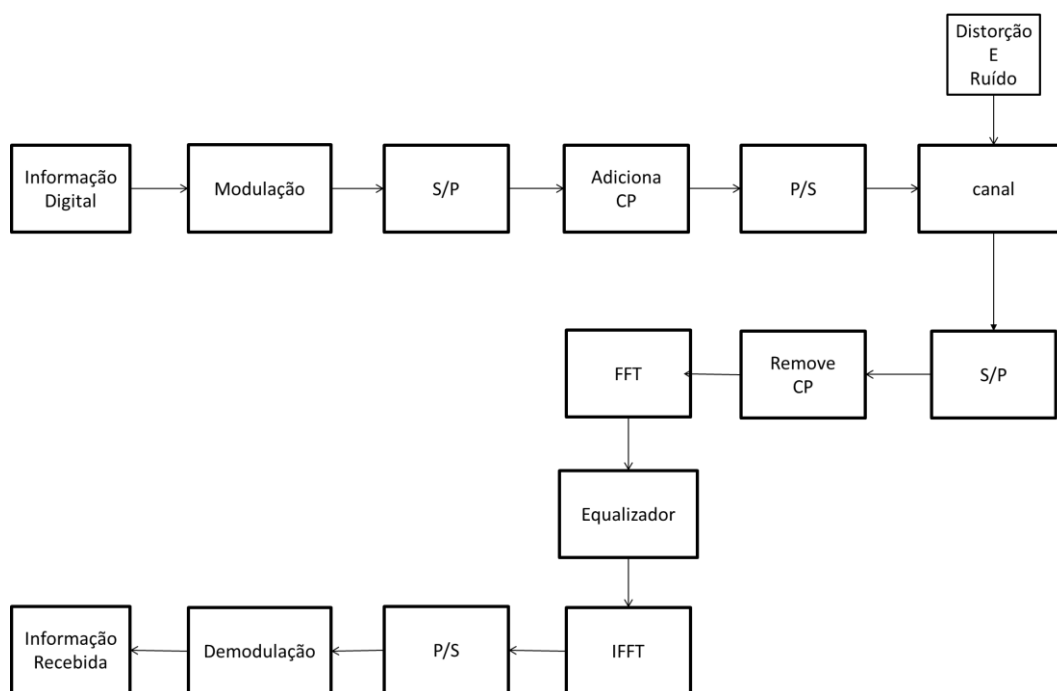 Distorção
E
Ruído
Informação
Digital
Modulação
S/P
Adiciona
CP
P/S
canal
FFT
Remove
CP
S/P
Equalizador
Informação
Recebida
Demodulação
P/S
IFFT